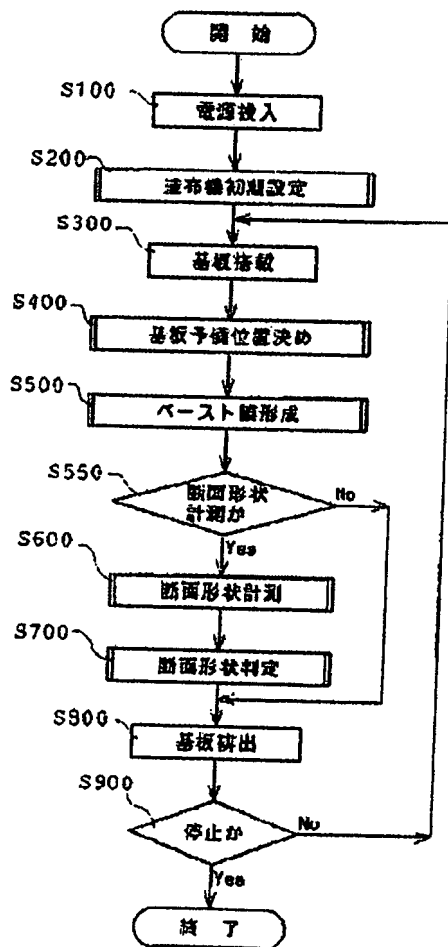 開始
S100
電源投入
S200
塗布機初期設定
S300
基板搭載
S400
基板予備位置決め
S500
ペースト膜形成
S550
断面形状
計測か
No
Yes
S600
断面形状計測
S700
断面形状判定
S800
基板排出
S900
停止か
No
Yes
終了